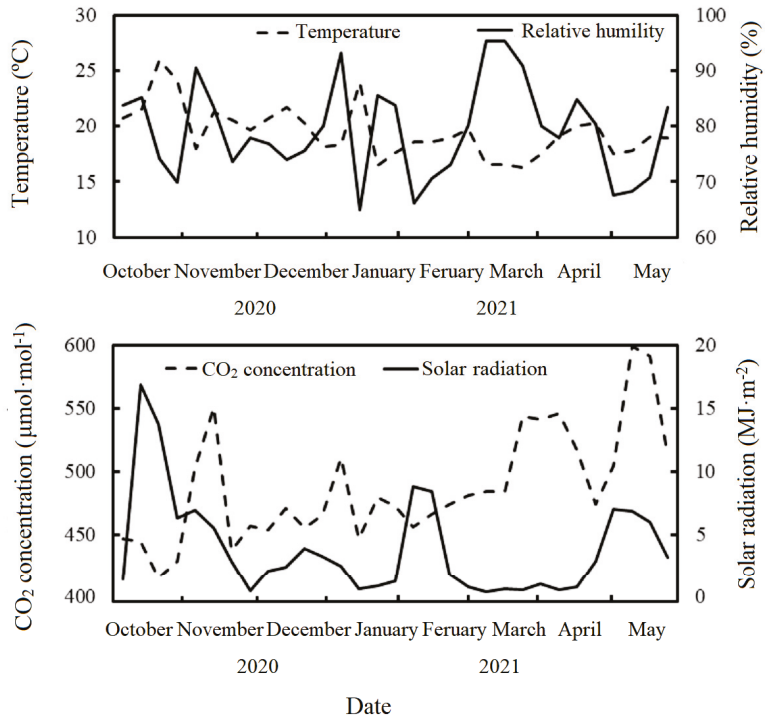 30
100
Temperature
Relative humility
25
90
20
80
15
70
10
60
Temperature (ºC)
Relative humidity (%)
October November December January Feruary March April May
2020 2021
600
20
CO₂ concentration
Solar radiation
550
15
500
10
450
5
400
0
CO₂ concentration (µmol·mol⁻¹)
Solar radiation (MJ·m⁻²)
October November December January Feruary March April May
2020 2021
Date